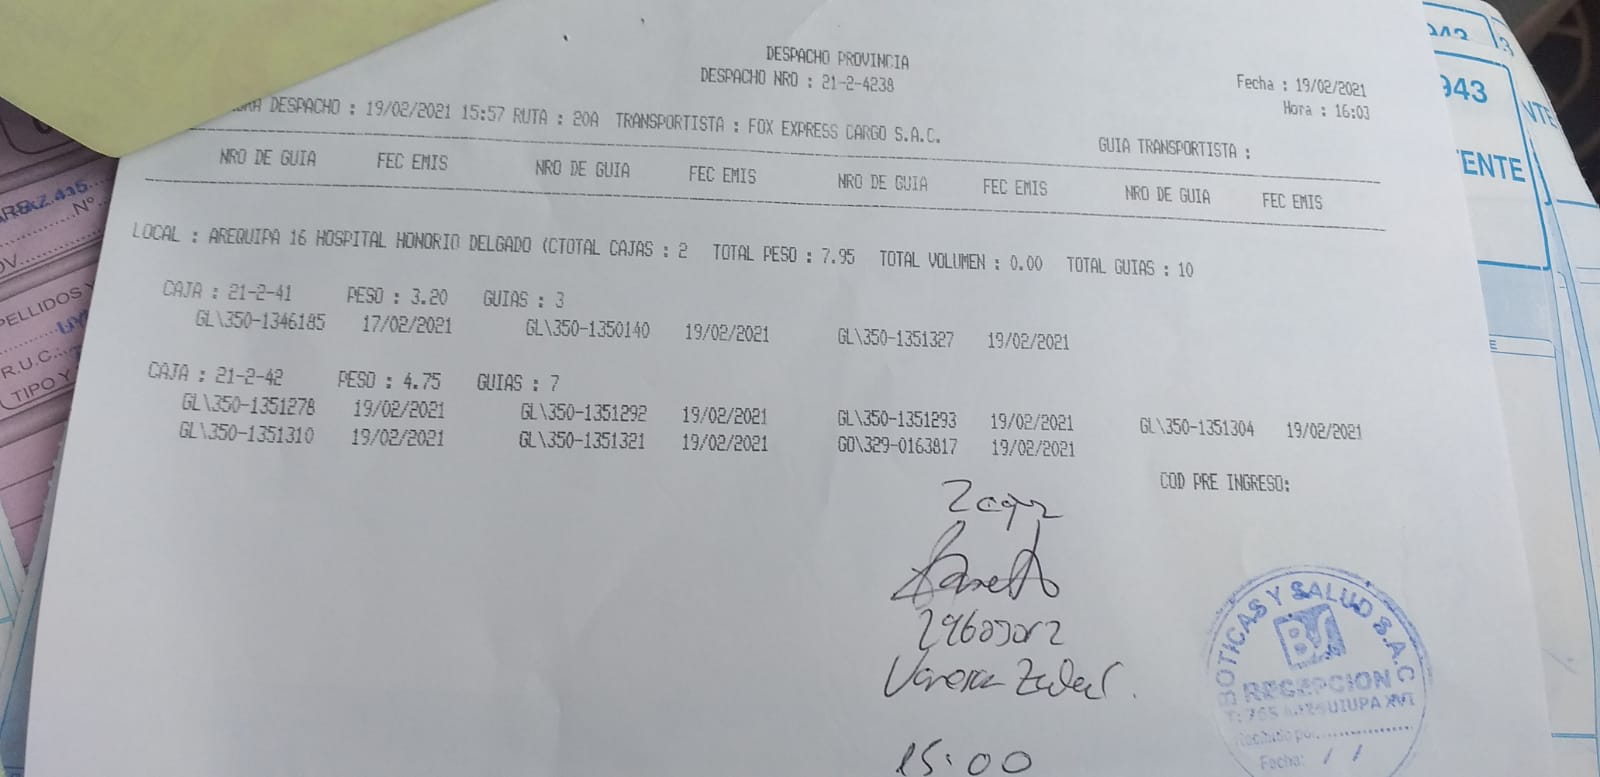 DESPACHO PROVINCIA
DESPACHO NRO : 21-2-4238
Fecha : 19/02/2021
Hora : 16:03
DESPACHO : 19/02/2021 15:57 RUTA : 20A TRANSPORTISTA : FOX EXPRESS CARGO S.A.C.
GUIA TRANSPORTISTA :
NRO DE GUIA FEC EMIS NRO DE GUIA FEC EMIS NRO DE GUIA FEC EMIS NRO DE GUIA FEC EMIS
LOCAL : AREQUIPA 16 HOSPITAL HONORIO DELGADO (CTOTAL CAJAS : 2 TOTAL PESO : 7.95 TOTAL VOLUMEN : 0.00 TOTAL GUIAS : 10
CAJA : 21-2-41 PESO : 3.20 GUIAS : 3
GL\350-1346185 17/02/2021 GL\350-1350140 19/02/2021 GL\350-1351327 19/02/2021
CAJA : 21-2-42 PESO : 4.75 GUIAS : 7
GL\350-1351278 19/02/2021 GL\350-1351292 19/02/2021 GL\350-1351293 19/02/2021 GL\350-1351304 19/02/2021
GL\350-1351310 19/02/2021 GL\350-1351321 19/02/2021 GO\329-0163817 19/02/2021
COD PRE INGRESO:
15:00
BOTICAS Y SALUD S.A.C
BS
RECEPCION
Recibido por
Fecha: / /
943
ENTE
PELLIDOS Y
R.U.C.:
TIPO Y
Nº